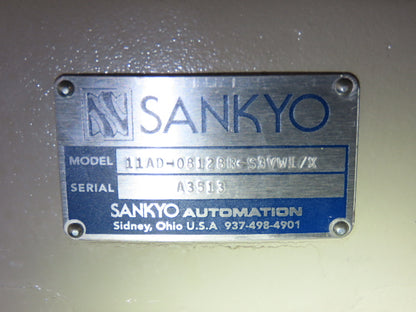 SANKYO
MODEL
SERIAL A3513
SANKYO AUTOMATION
Sidney, Ohio U.S.A 937-498-4901